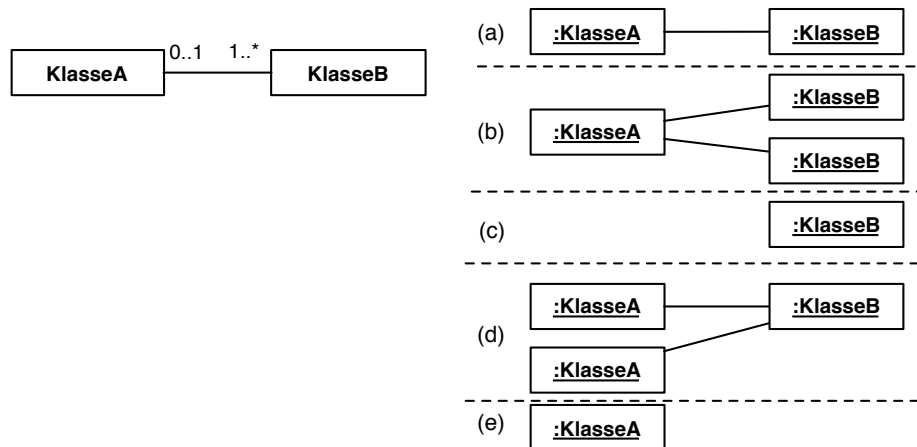 0..1 1..*
KlasseA KlasseB
(a) :KlasseA :KlasseB
:KlasseB
(b) :KlasseA
:KlasseB
(c) :KlasseB
:KlasseA :KlasseB
(d)
:KlasseA
(e) :KlasseA